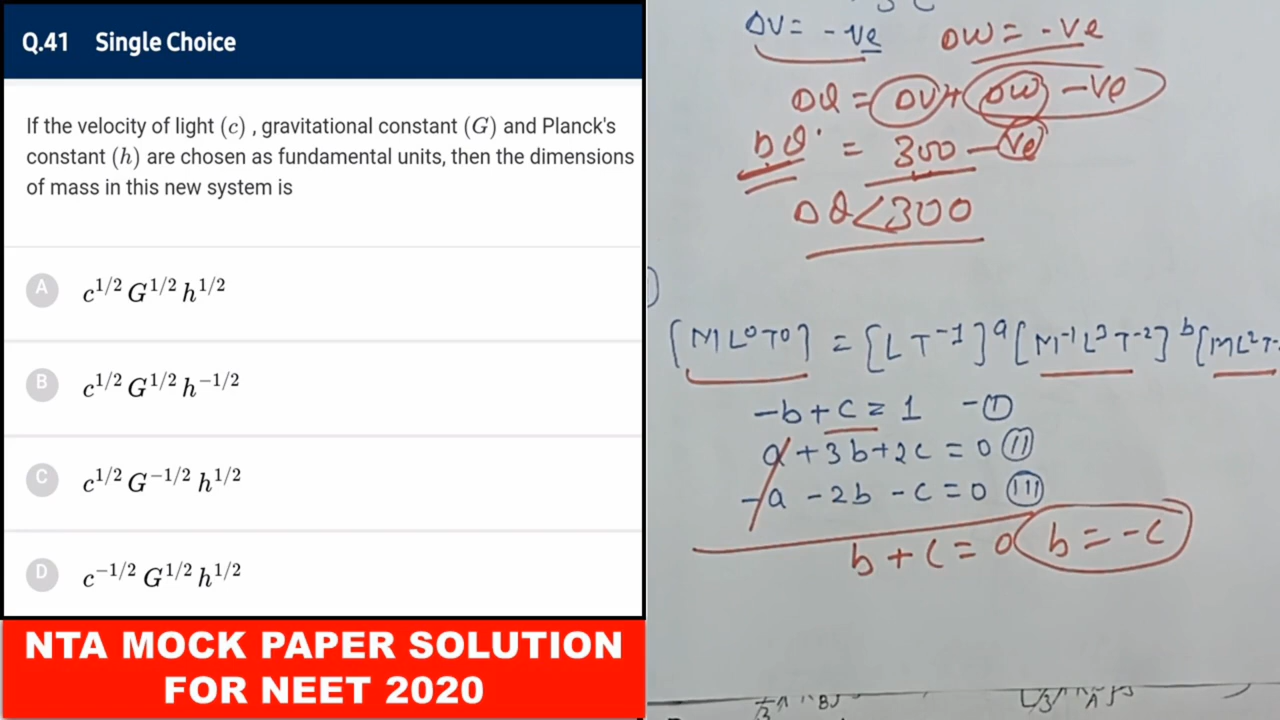 Q.41 Single Choice
If the velocity of light (c) , gravitational constant (G) and Planck's
constant (h) are chosen as fundamental units, then the dimensions
of mass in this new system is
A c^{1/2} G^{1/2} h^{1/2}
B c^{1/2} G^{1/2} h^{-1/2}
C c^{1/2} G^{-1/2} h^{1/2}
D c^{-1/2} G^{1/2} h^{1/2}
NTA MOCK PAPER SOLUTION
FOR NEET 2020
ΔU = -ve ΔW = -ve
ΔQ = ΔU + ΔW -ve
ΔQ = 300 - ve
ΔQ < 300
[M L⁰ T⁰] = [L T⁻¹]ᵃ [M⁻¹ L³ T⁻²]ᵇ [ML²T⁻
-b + c = 1 - (I)
a + 3b + 2c = 0 (II)
-a - 2b - c = 0 (III)
b + c = 0 b = -c